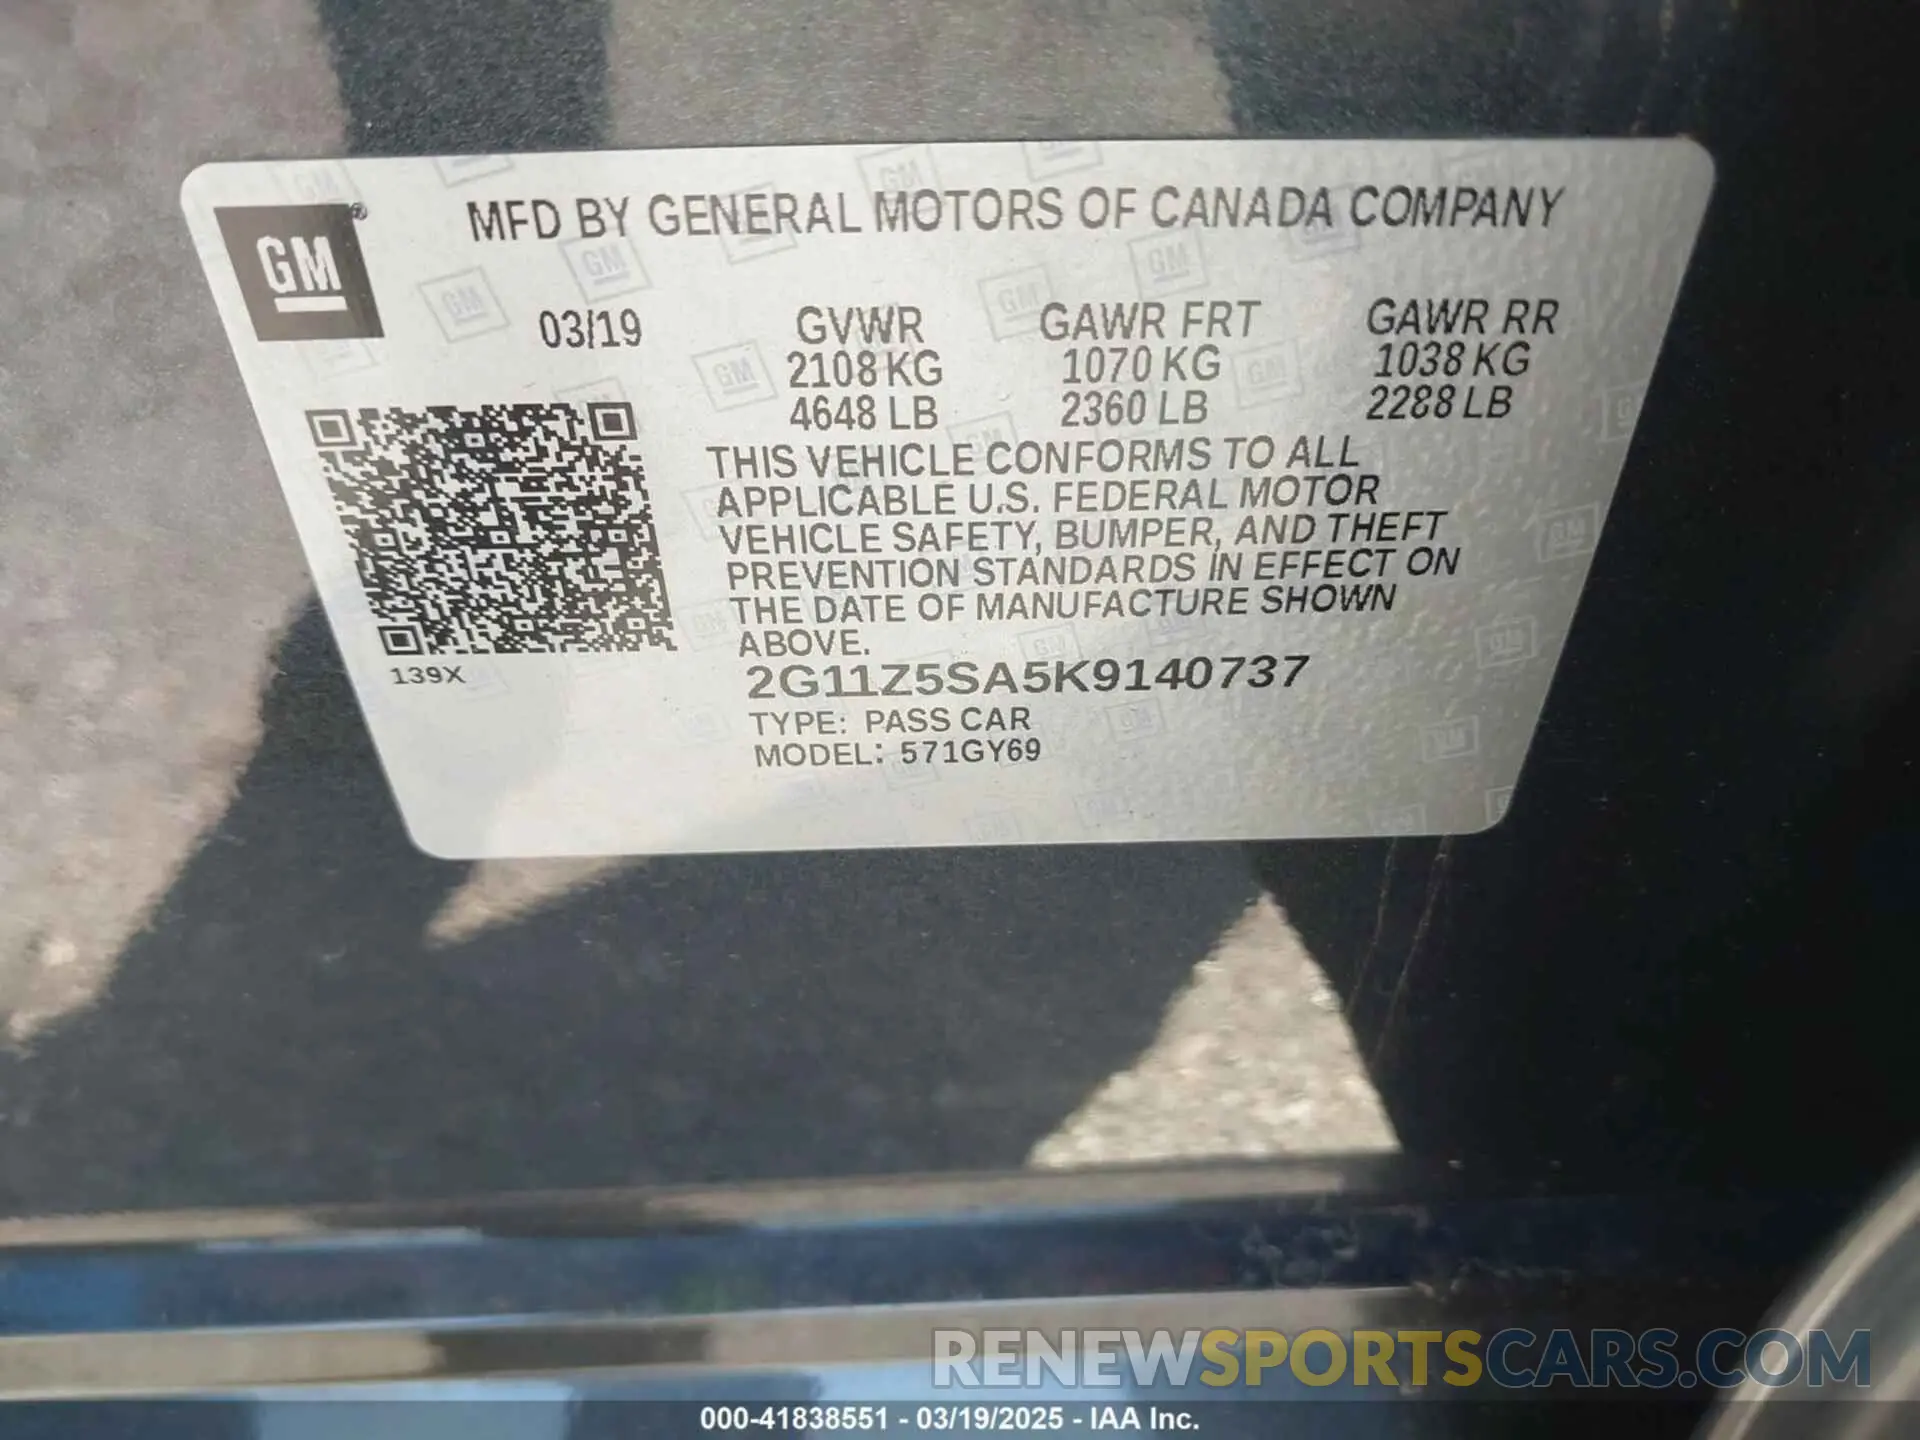 MFD BY GENERAL MOTORS OF CANADA COMPANY
GM®
03/19 GVWR GAWR FRT GAWR RR
2108 KG 1070 KG 1038 KG
4648 LB 2360 LB 2288 LB
THIS VEHICLE CONFORMS TO ALL
APPLICABLE U.S. FEDERAL MOTOR
VEHICLE SAFETY, BUMPER, AND THEFT
PREVENTION STANDARDS IN EFFECT ON
THE DATE OF MANUFACTURE SHOWN
ABOVE.
139X
2G11Z5SA5K9140737
TYPE: PASS CAR
MODEL: 571GY69
RENEWSPORTSCARS.COM
000-41838551 - 03/19/2025 - IAA Inc.